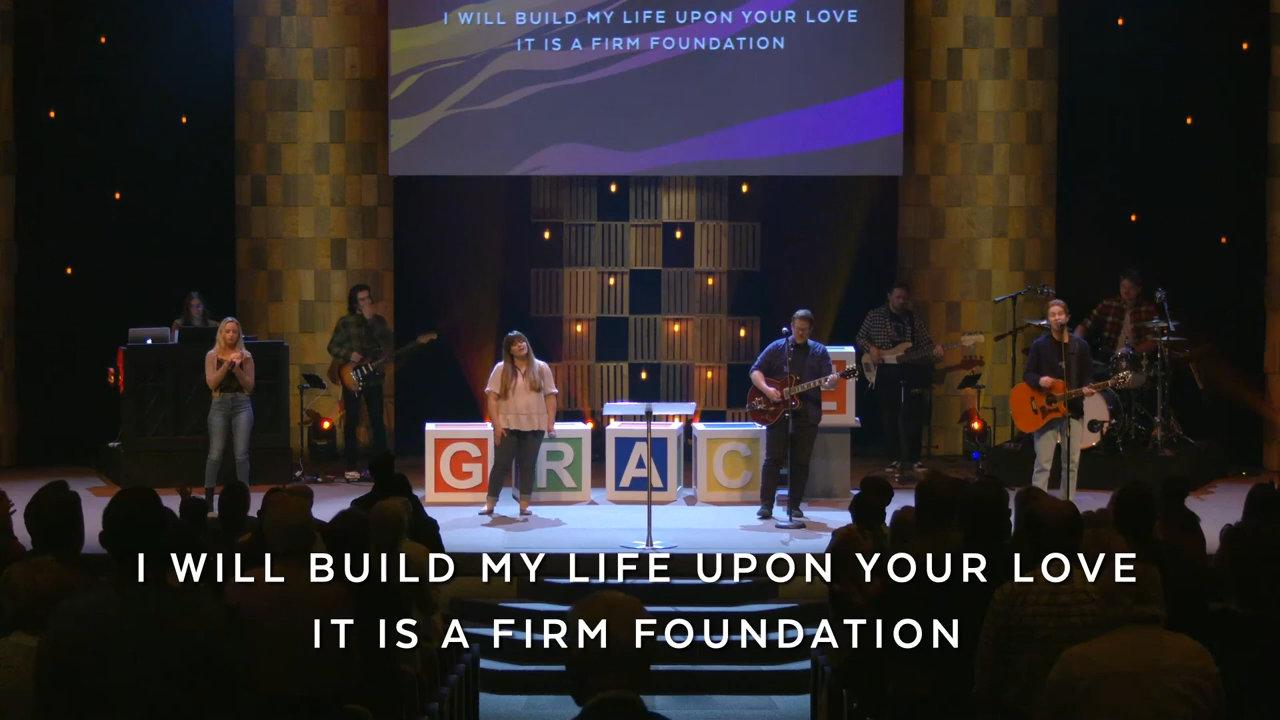 I WILL BUILD MY LIFE UPON YOUR LOVE
IT IS A FIRM FOUNDATION
E
G R A C
I WILL BUILD MY LIFE UPON YOUR LOVE
IT IS A FIRM FOUNDATION